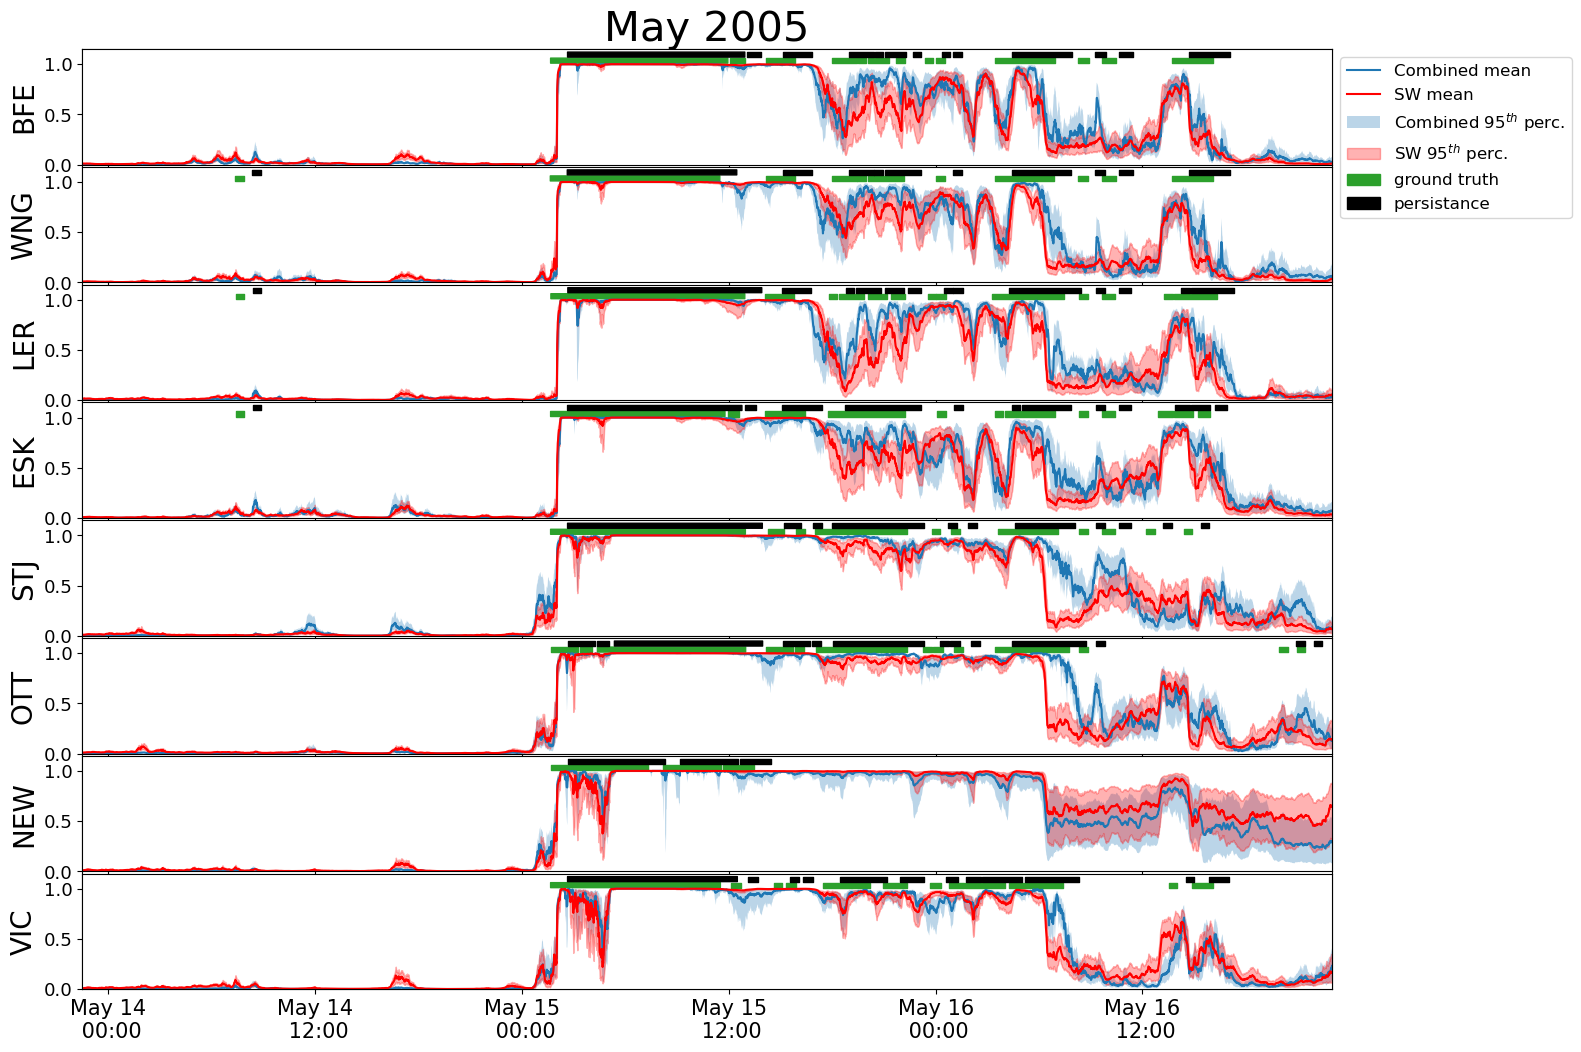 May 2005
BFE
1.0
0.5
0.0
WNG
1.0
0.5
0.0
LER
1.0
0.5
0.0
ESK
1.0
0.5
0.0
STJ
1.0
0.5
0.0
OTT
1.0
0.5
0.0
NEW
1.0
0.5
0.0
VIC
1.0
0.5
0.0
May 14 00:00
May 14 12:00
May 15 00:00
May 15 12:00
May 16 00:00
May 16 12:00
Combined mean
SW mean
Combined 95th perc.
SW 95th perc.
ground truth
persistance